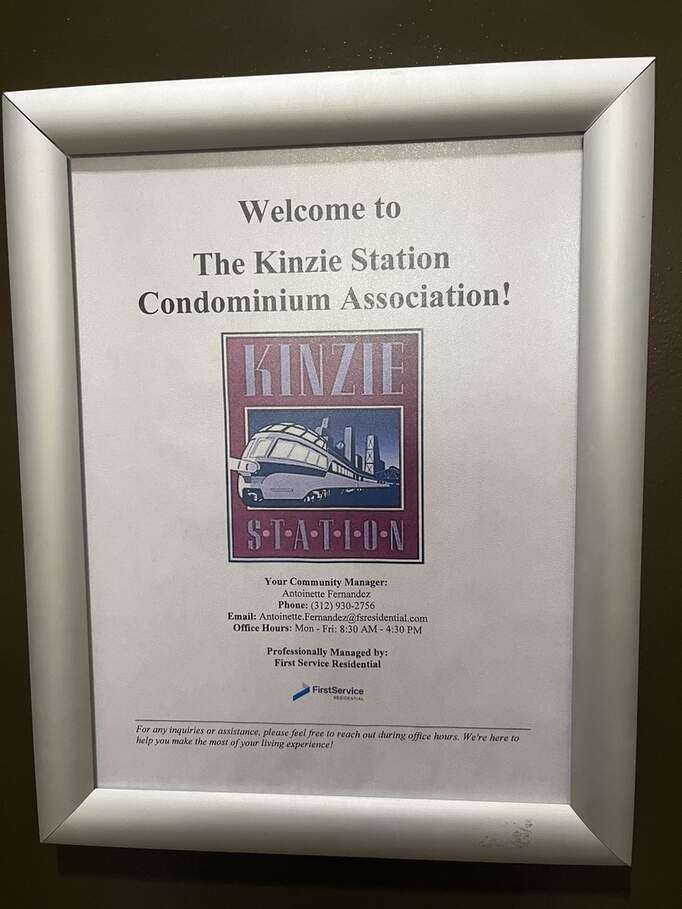 Welcome to
The Kinzie Station
Condominium Association!
KINZIE
S·T·A·T·I·O·N
Your Community Manager:
Antoinette Fernandez
Phone: (312) 930-2756
Email: Antoinette.Fernandez@fsresidential.com
Office Hours: Mon - Fri: 8:30 AM - 4:30 PM
Professionally Managed by:
First Service Residential
FirstService
RESIDENTIAL
For any inquiries or assistance, please feel free to reach out during office hours. We're here to
help you make the most of your living experience!